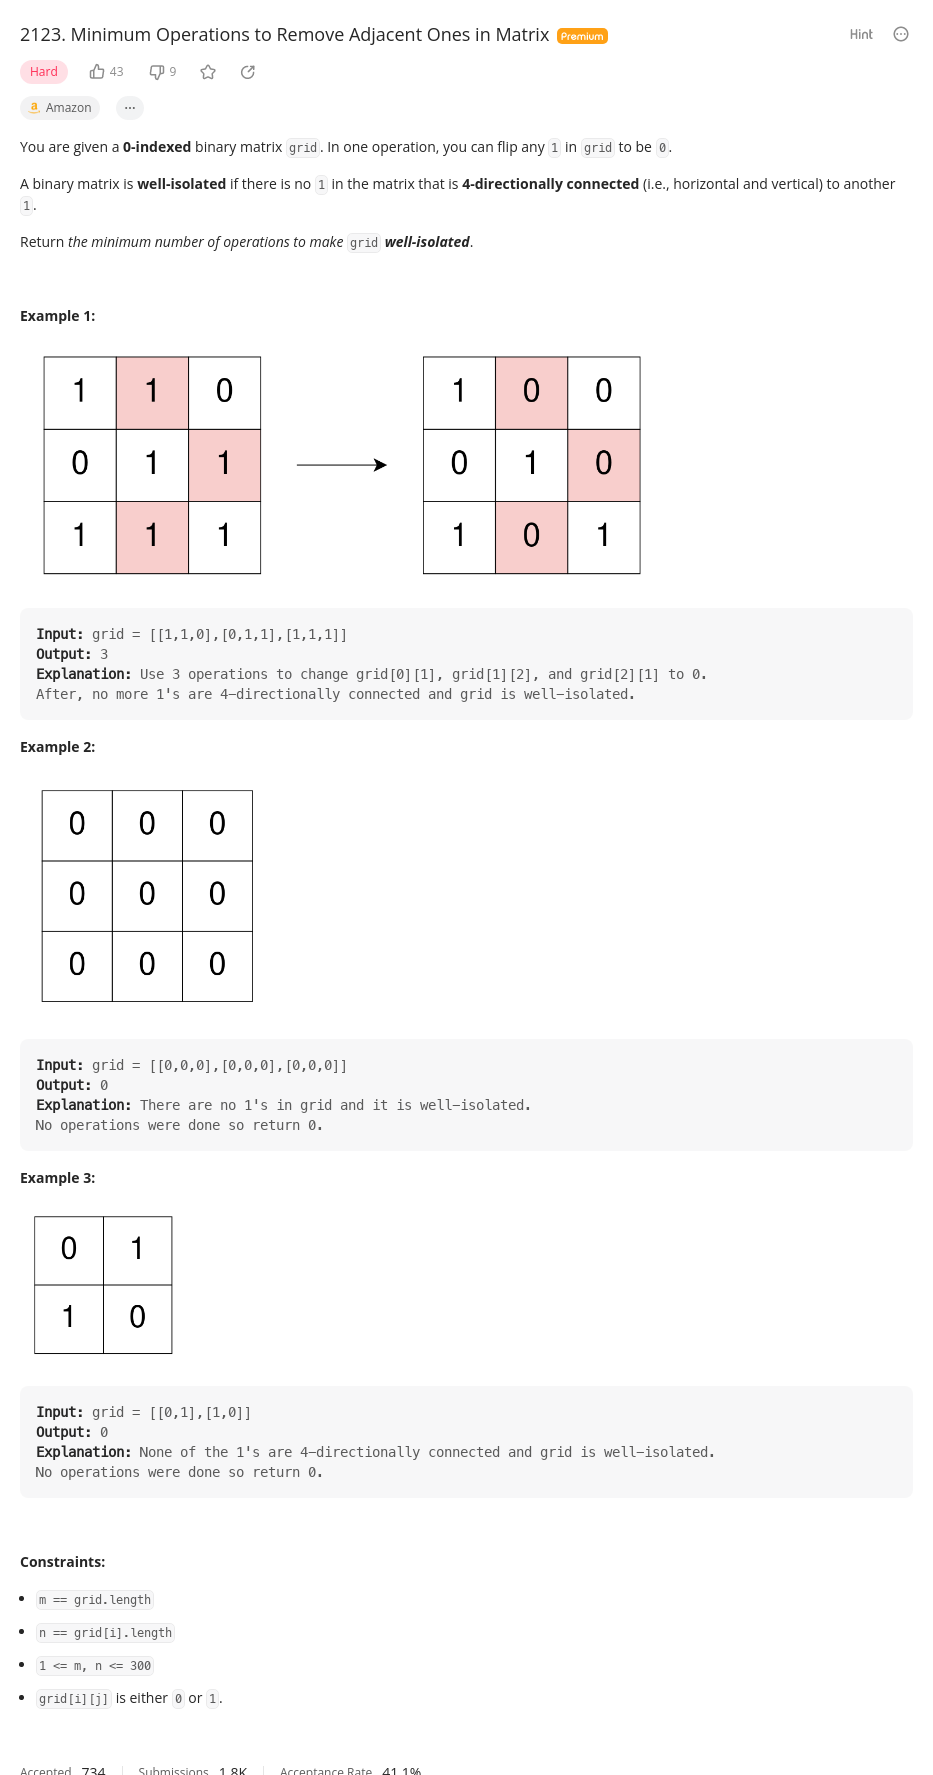 2123. Minimum Operations to Remove Adjacent Ones in Matrix Premium Hint
Hard 43 9
Amazon ...
You are given a 0-indexed binary matrix grid. In one operation, you can flip any 1 in grid to be 0.
A binary matrix is well-isolated if there is no 1 in the matrix that is 4-directionally connected (i.e., horizontal and vertical) to another
1.
Return the minimum number of operations to make grid well-isolated.
Example 1:
1 1 0 1 0 0
0 1 1 0 1 0
1 1 1 1 0 1
Input: grid = [[1,1,0],[0,1,1],[1,1,1]]
Output: 3
Explanation: Use 3 operations to change grid[0][1], grid[1][2], and grid[2][1] to 0.
After, no more 1's are 4-directionally connected and grid is well-isolated.
Example 2:
0 0 0
0 0 0
0 0 0
Input: grid = [[0,0,0],[0,0,0],[0,0,0]]
Output: 0
Explanation: There are no 1's in grid and it is well-isolated.
No operations were done so return 0.
Example 3:
0 1
1 0
Input: grid = [[0,1],[1,0]]
Output: 0
Explanation: None of the 1's are 4-directionally connected and grid is well-isolated.
No operations were done so return 0.
Constraints:
• m == grid.length
• n == grid[i].length
• 1 <= m, n <= 300
• grid[i][j] is either 0 or 1.
Accepted 734 Submissions 1.8K Acceptance Rate 41.1%